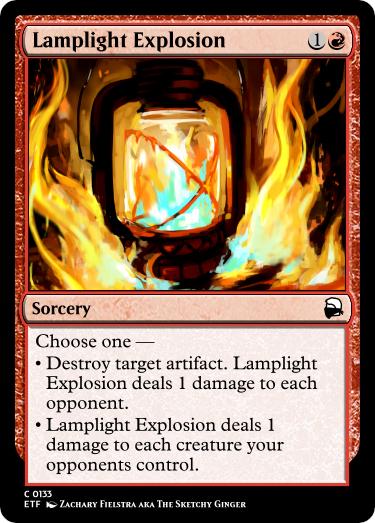 Lamplight Explosion 1
Sorcery
Choose one —
• Destroy target artifact. Lamplight
Explosion deals 1 damage to each
opponent.
• Lamplight Explosion deals 1
damage to each creature your
opponents control.
C 0133
ETF Zachary Fielstra aka The Sketchy Ginger